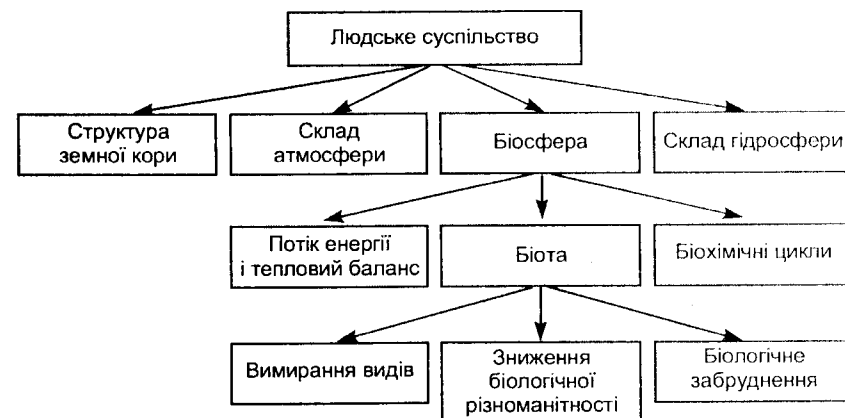 Людське суспільство
Структура
земної кори
Склад
атмосфери
Біосфера
Склад гідросфери
Потік енергії
і тепловий баланс
Біота
Біохімічні цикли
Вимирання видів
Зниження
біологічної
різноманітності
Біологічне
забруднення